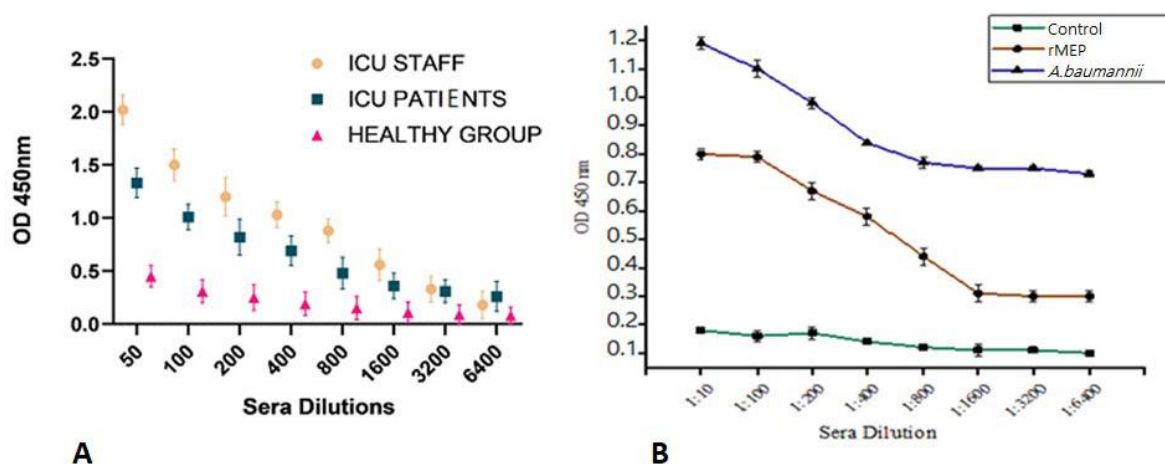 2.5
2.0
1.5
1.0
0.5
0.0
OD 450nm
ICU STAFF
ICU PATIENTS
HEALTHY GROUP
50
100
200
400
800
1600
3200
6400
Sera Dilutions
A
Control
rMEP
A.baumannii
1.2
1.1
1.0
0.9
0.8
0.7
0.6
0.5
0.4
0.3
0.2
0.1
OD 450 nm
1:10
1:100
1:200
1:400
1:800
1:1600
1:3200
1:6400
Sera Dilution
B